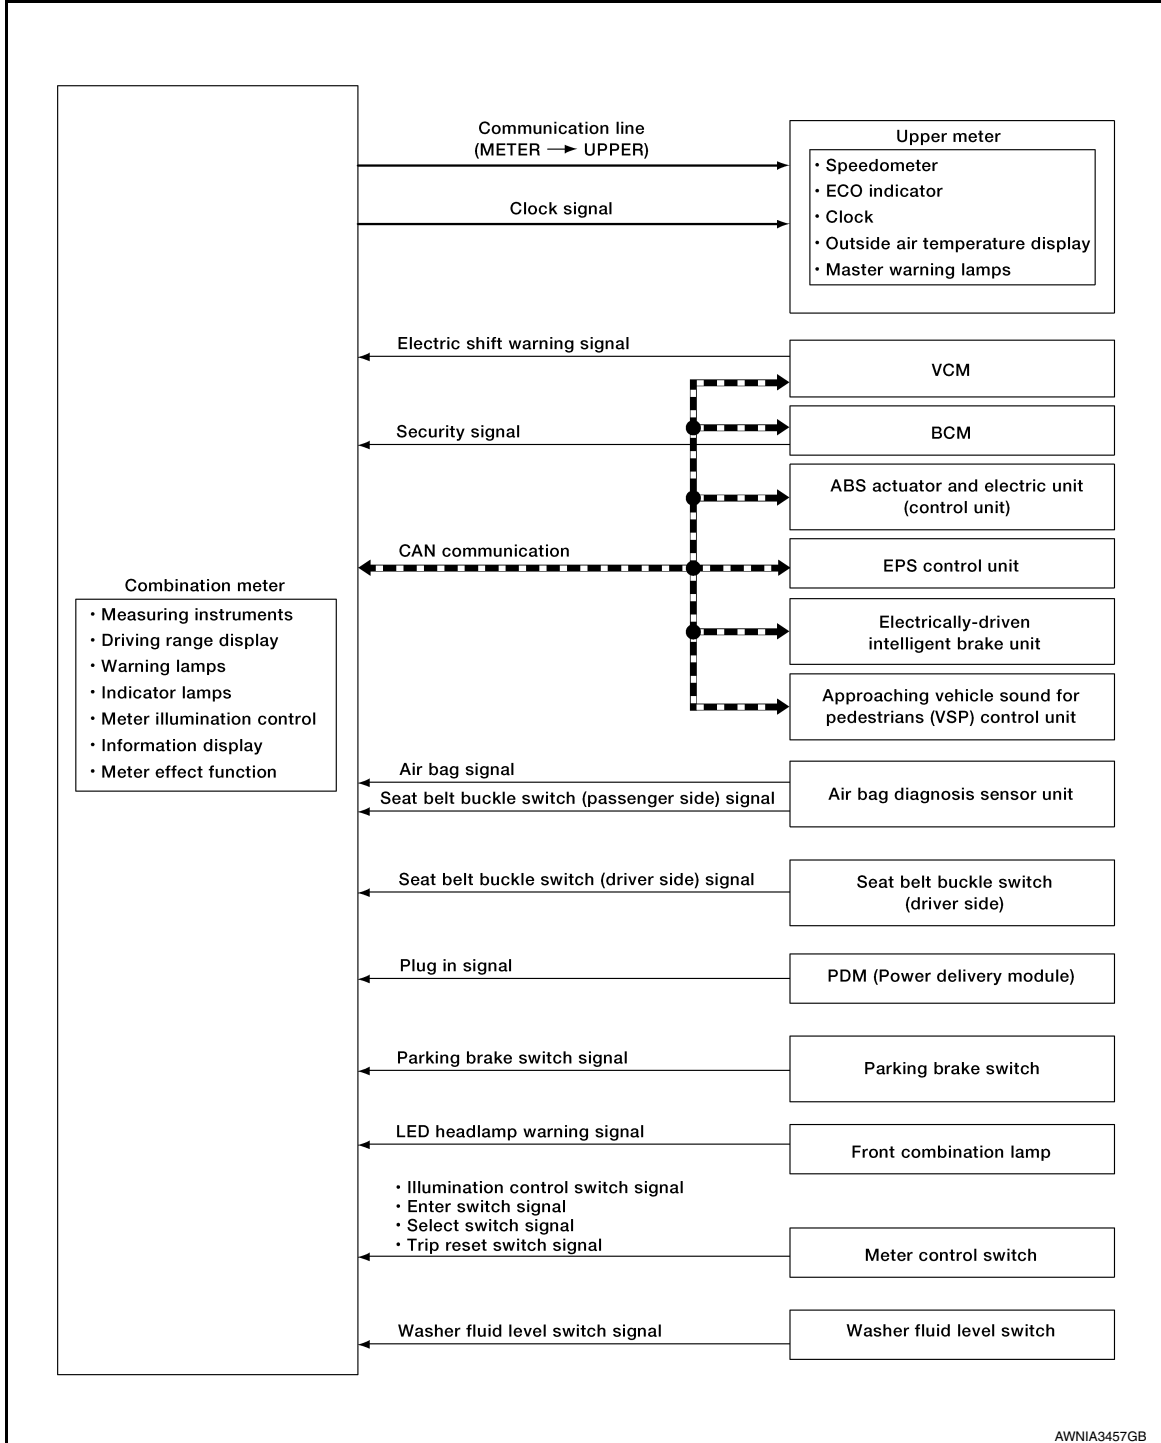 Communication line
(METER → UPPER)
Clock signal
Upper meter
· Speedometer
· ECO indicator
· Clock
· Outside air temperature display
· Master warning lamps
Electric shift warning signal
VCM
Security signal
BCM
ABS actuator and electric unit
(control unit)
CAN communication
EPS control unit
Combination meter
· Measuring instruments
· Driving range display
· Warning lamps
· Indicator lamps
· Meter illumination control
· Information display
· Meter effect function
Electrically-driven
intelligent brake unit
Approaching vehicle sound for
pedestrians (VSP) control unit
Air bag signal
Seat belt buckle switch (passenger side) signal
Air bag diagnosis sensor unit
Seat belt buckle switch (driver side) signal
Seat belt buckle switch
(driver side)
Plug in signal
PDM (Power delivery module)
Parking brake switch signal
Parking brake switch
LED headlamp warning signal
Front combination lamp
· Illumination control switch signal
· Enter switch signal
· Select switch signal
· Trip reset switch signal
Meter control switch
Washer fluid level switch signal
Washer fluid level switch
AWNIA3457GB